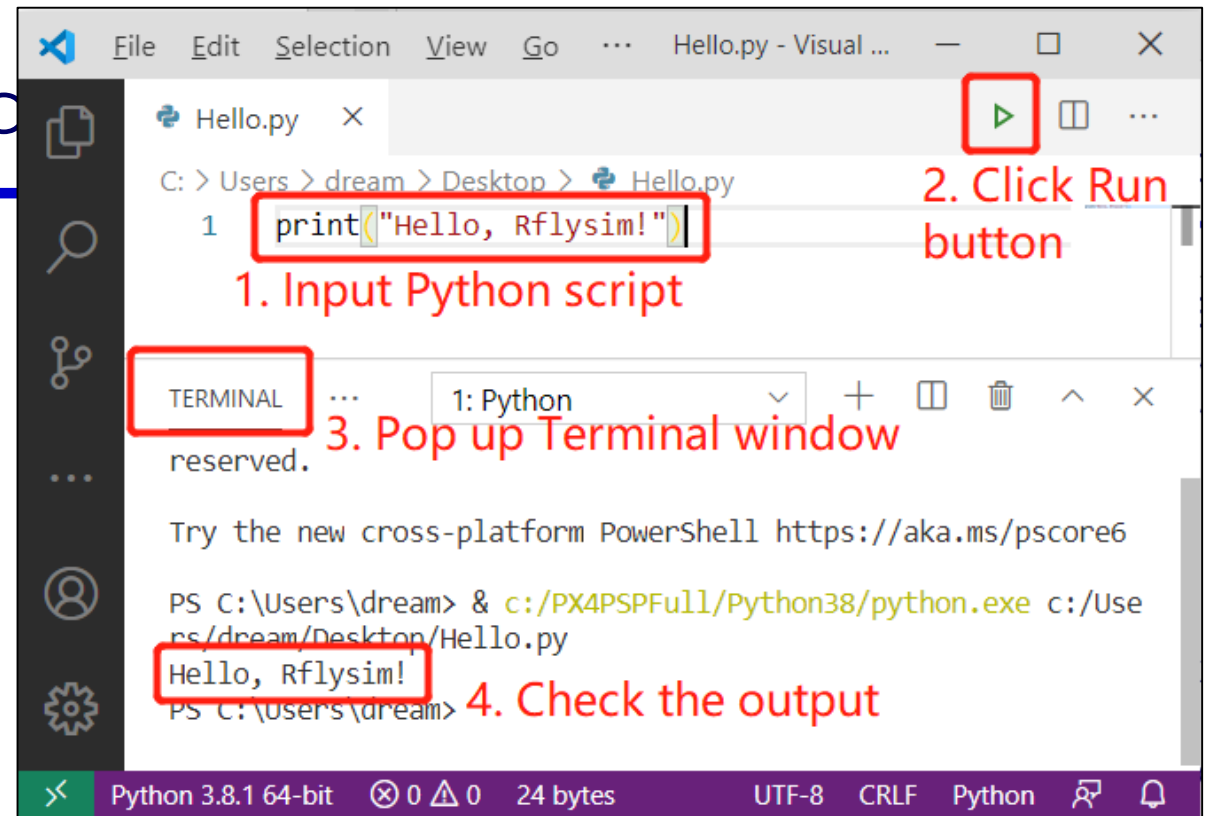 File Edit Selection View Go ··· Hello.py - Visual ...
Hello.py
C: > Users > dream > Desktop > Hello.py
2. Click Run
button
1 print("Hello, Rflysim!")
1. Input Python script
TERMINAL ··· 1: Python
3. Pop up Terminal window
reserved.
Try the new cross-platform PowerShell https://aka.ms/pscore6
PS C:\Users\dream> & c:/PX4PSPFull/Python38/python.exe c:/Use
rs/dream/Desktop/Hello.py
Hello, Rflysim!
PS C:\Users\dream>
4. Check the output
Python 3.8.1 64-bit 0 0 24 bytes UTF-8 CRLF Python